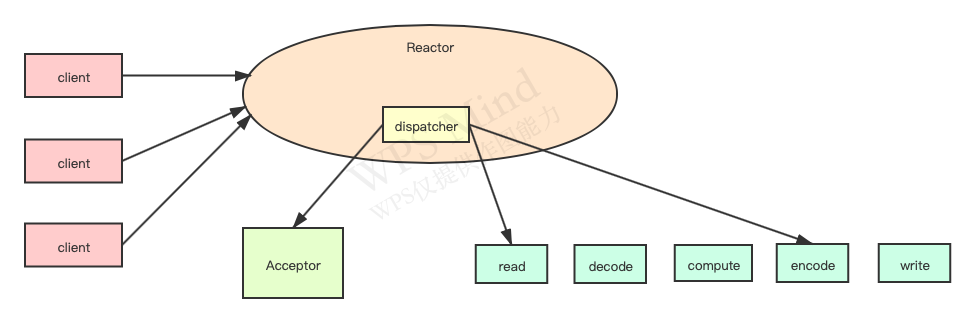 Reactor
client
dispatcher
client
client
Acceptor
read
decode
compute
encode
write
WPS Mind
WPS仅提供作图能力